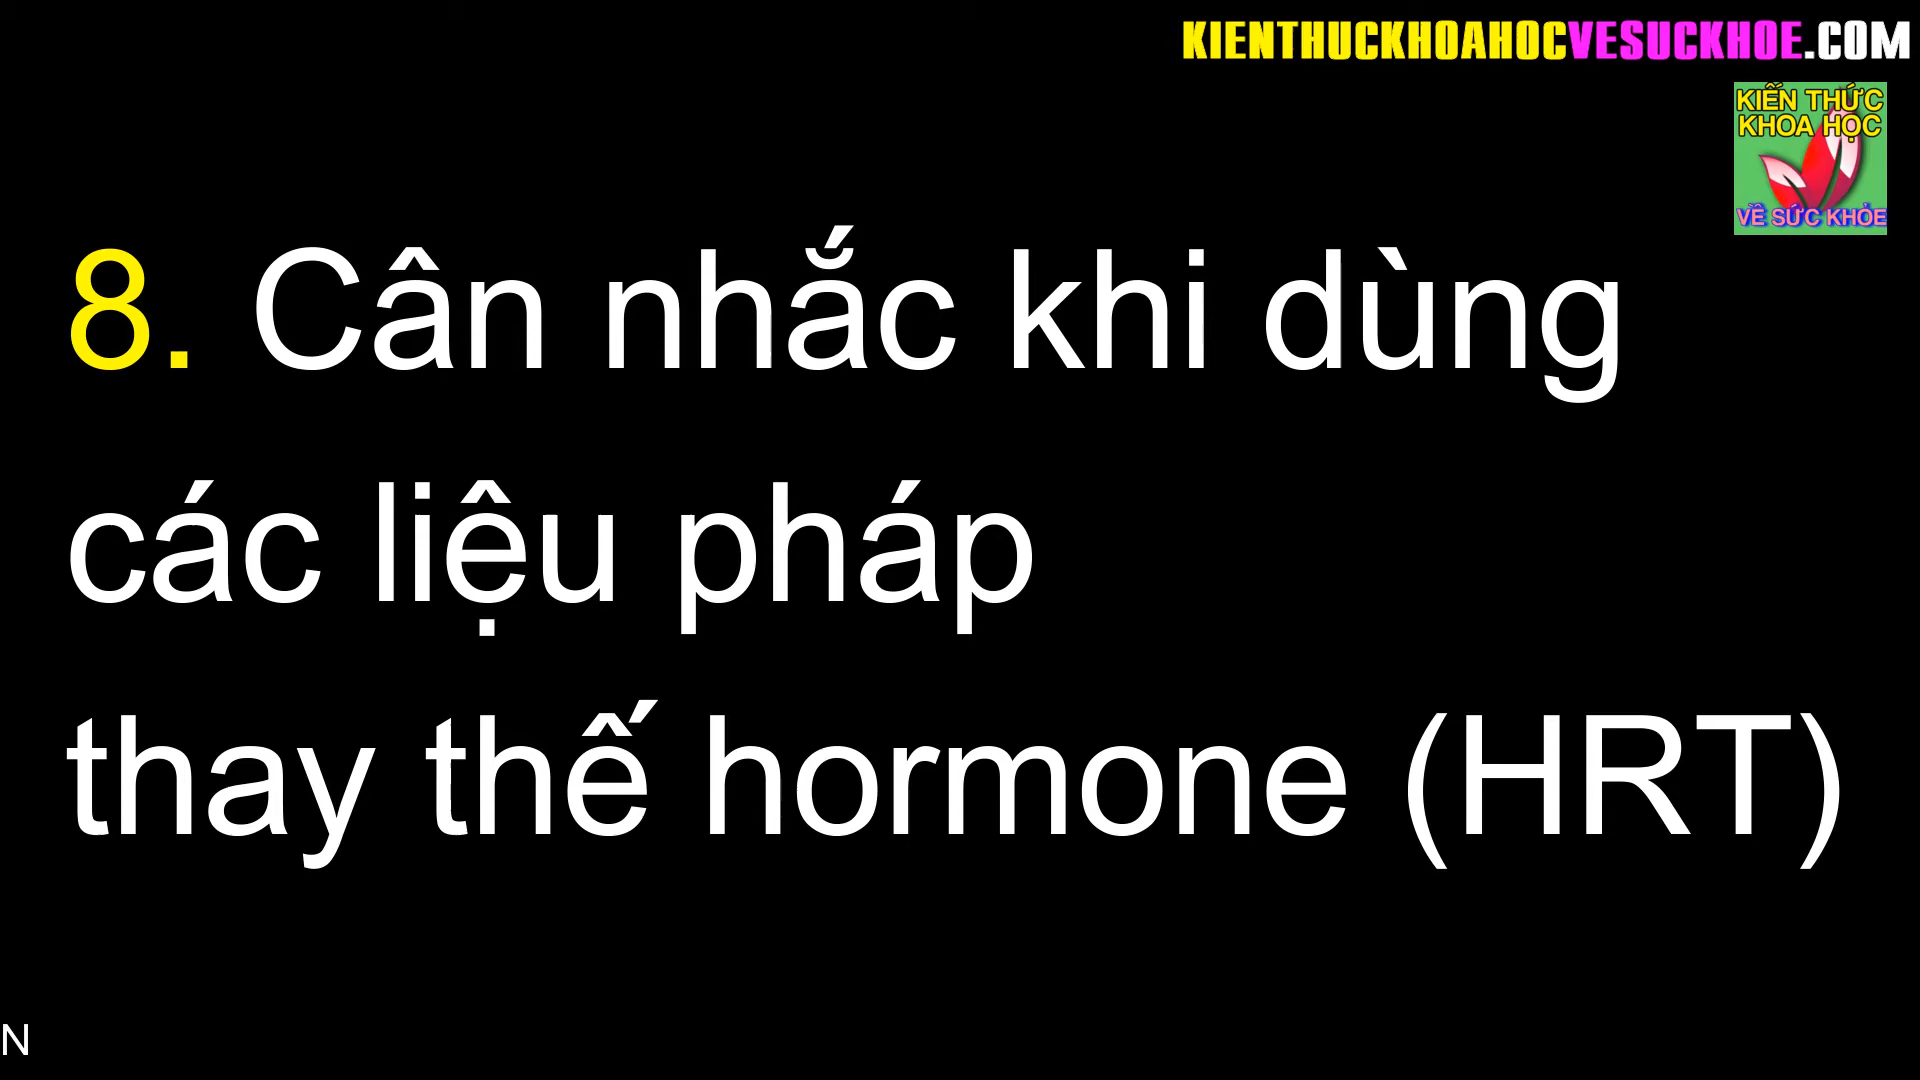 KIENTHUCKHOAHOCVESUCKHOE.COM
KIẾN THỨC
KHOA HỌC
VỀ SỨC KHỎE
8. Cân nhắc khi dùng
các liệu pháp
thay thế hormone (HRT)
N